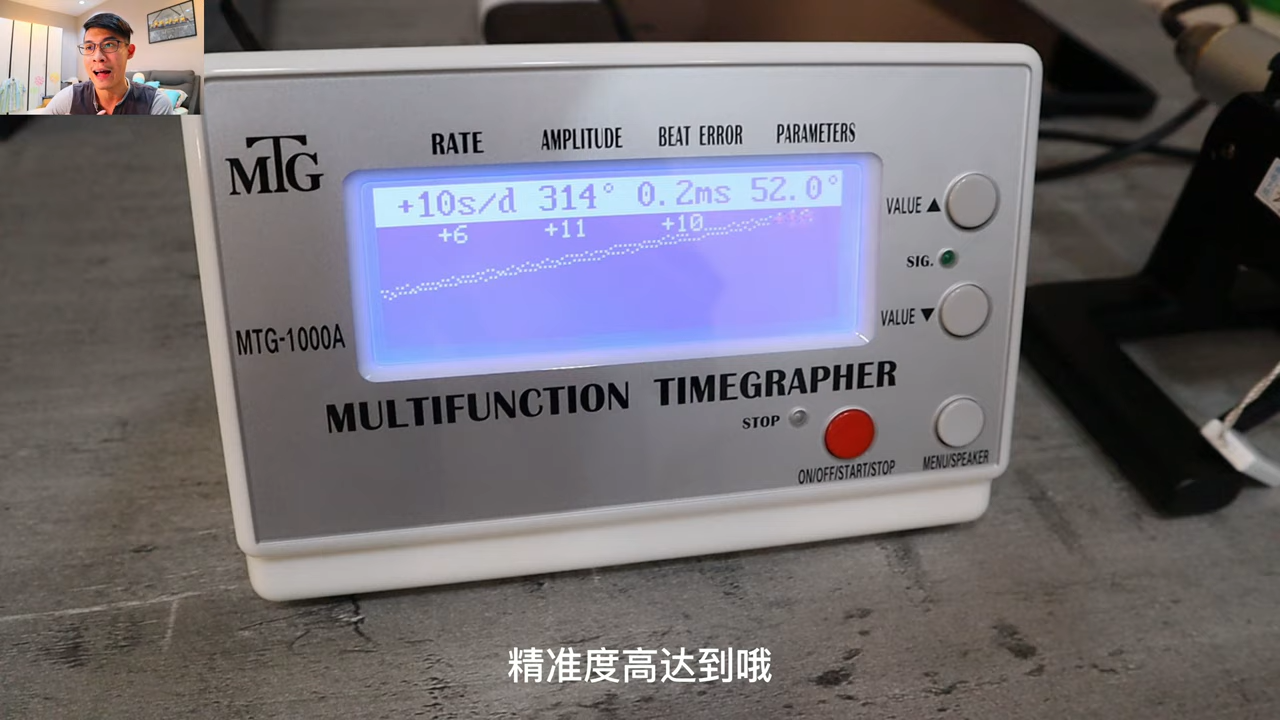 MTG
RATE AMPLITUDE BEAT ERROR PARAMETERS
+10s/d 314° 0.2ms 52.0°
+6 +11 +10
VALUE ▲
SIG.
VALUE ▼
MTG-1000A
MULTIFUNCTION TIMEGRAPHER
STOP
ON/OFF/START/STOP
MENU/SPEAKER
精准度高达到哦